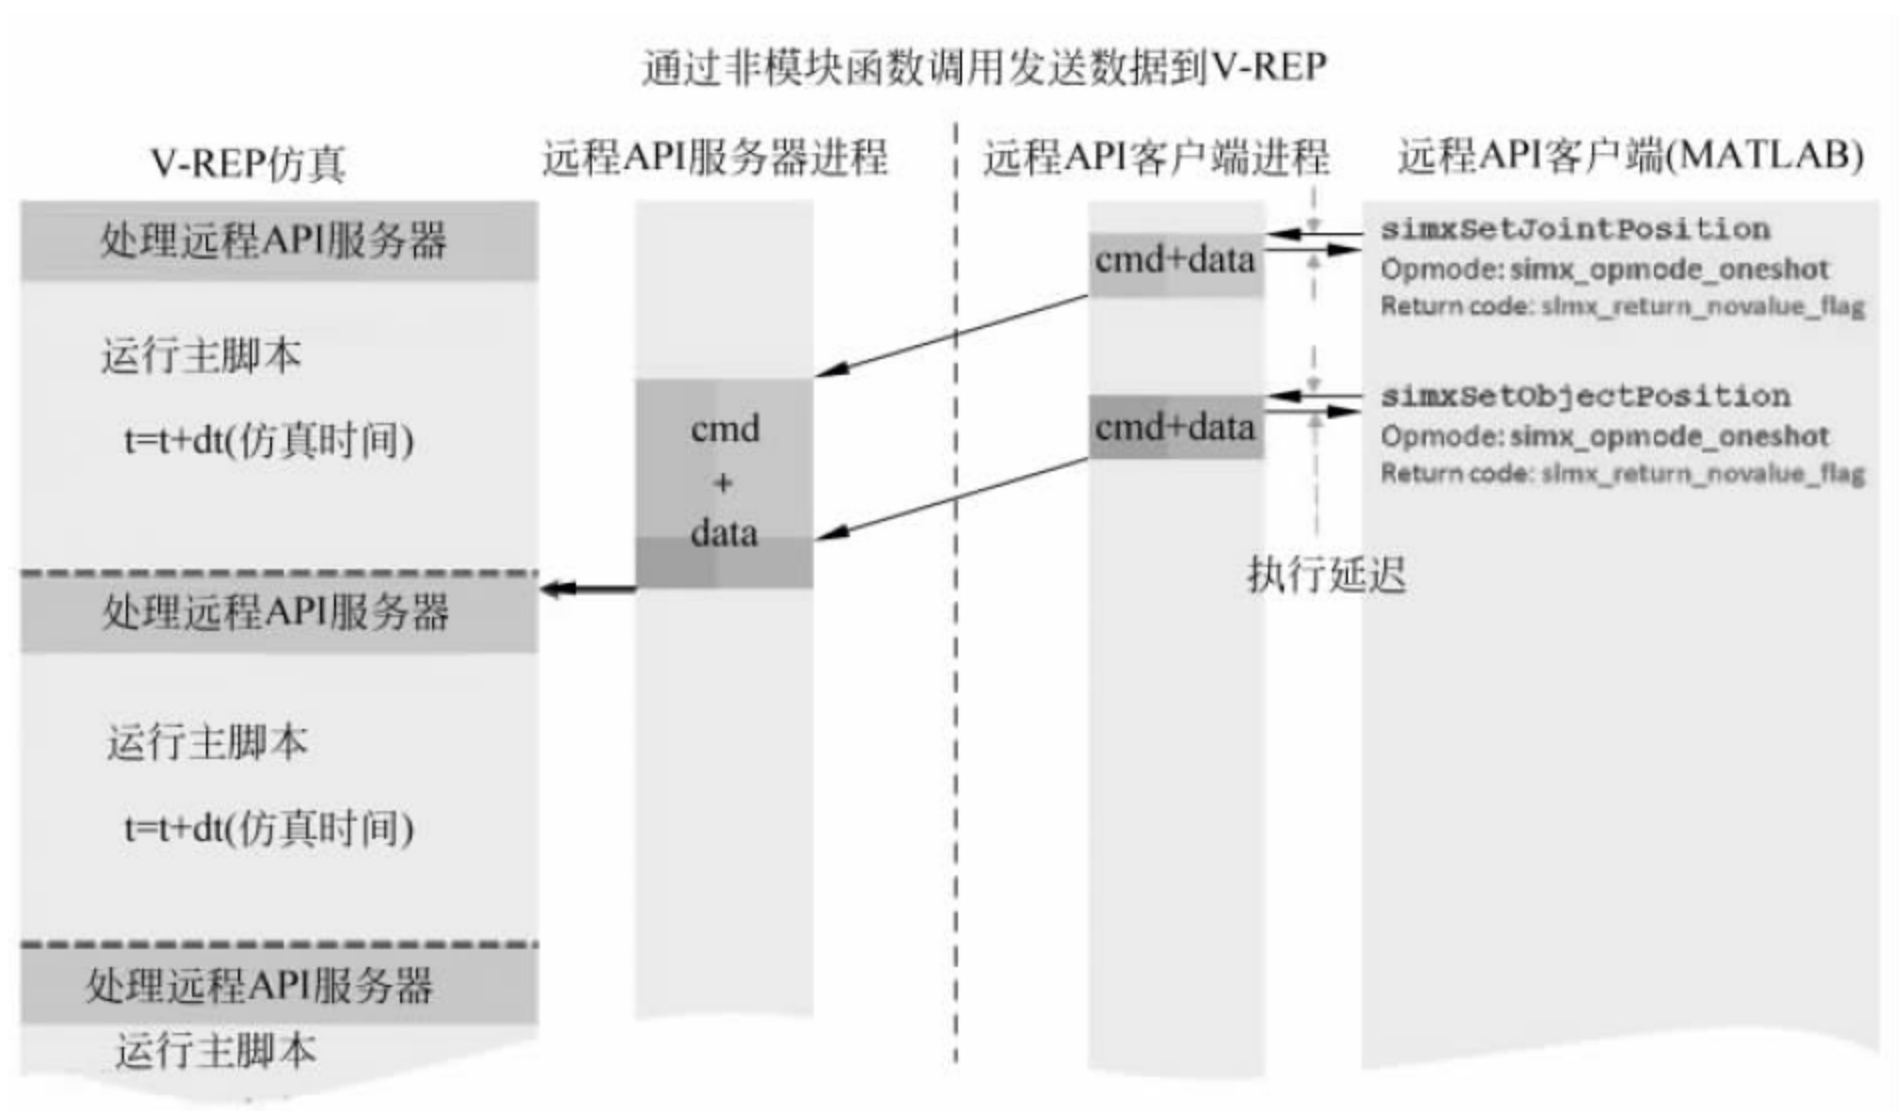 通过非模块函数调用发送数据到V-REP
V-REP仿真
远程API服务器进程
远程API客户端进程
远程API客户端(MATLAB)
处理远程API服务器
运行主脚本
t=t+dt(仿真时间)
处理远程API服务器
运行主脚本
t=t+dt(仿真时间)
处理远程API服务器
运行主脚本
cmd
+
data
cmd+data
cmd+data
simxSetJointPosition
Opmode: simx_opmode_oneshot
Return code: simx_return_novalue_flag
simxSetObjectPosition
Opmode: simx_opmode_oneshot
Return code: simx_return_novalue_flag
执行延迟